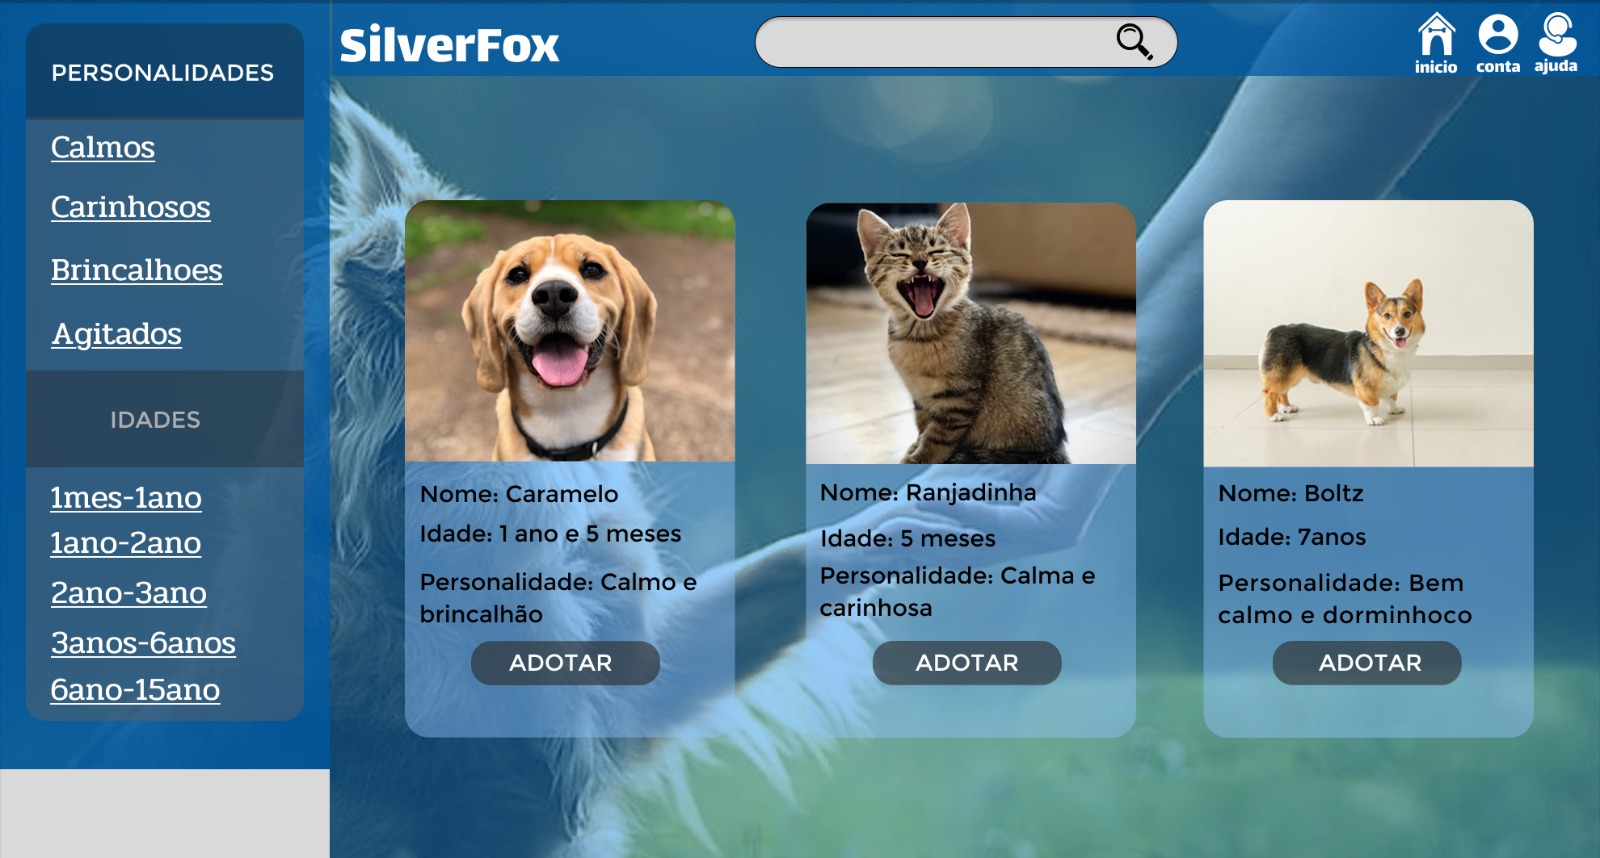 SilverFox
inicio
conta
ajuda
PERSONALIDADES
Calmos
Carinhosos
Brincalhoes
Agitados
IDADES
1mes-1ano
1ano-2ano
2ano-3ano
3anos-6anos
6ano-15ano
Nome: Caramelo
Idade: 1 ano e 5 meses
Personalidade: Calmo e
brincalhão
ADOTAR
Nome: Ranjadinha
Idade: 5 meses
Personalidade: Calma e
carinhosa
ADOTAR
Nome: Boltz
Idade: 7anos
Personalidade: Bem
calmo e dorminhoco
ADOTAR